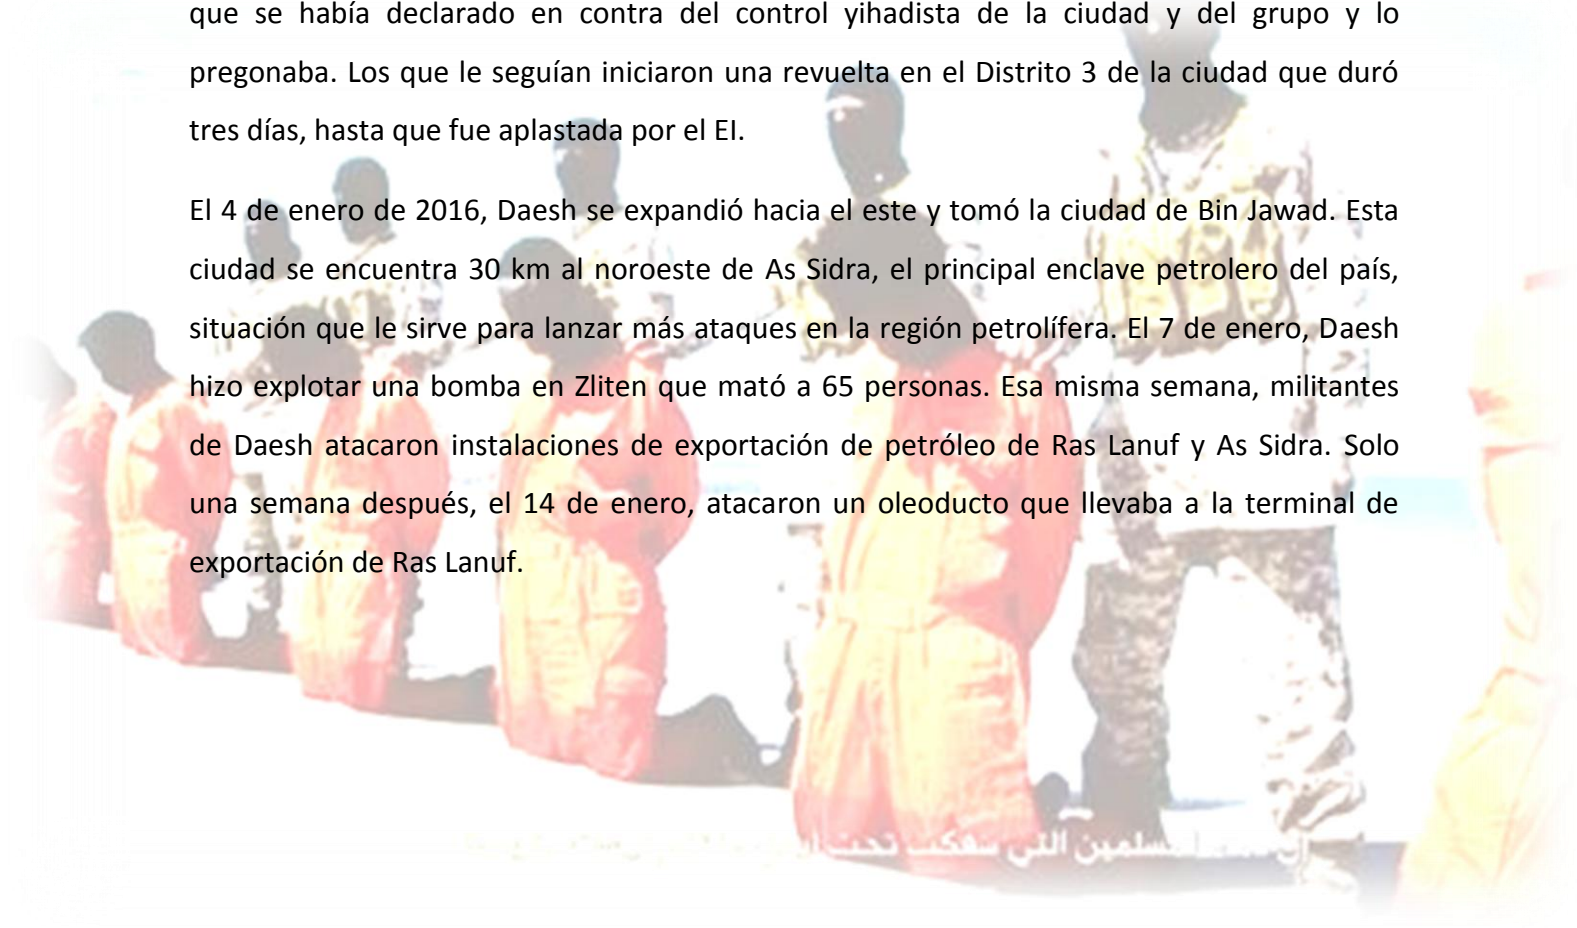 que se había declarado en contra del control yihadista de la ciudad y del grupo y lo
pregonaba. Los que le seguían iniciaron una revuelta en el Distrito 3 de la ciudad que duró
tres días, hasta que fue aplastada por el EI.
El 4 de enero de 2016, Daesh se expandió hacia el este y tomó la ciudad de Bin Jawad. Esta
ciudad se encuentra 30 km al noroeste de As Sidra, el principal enclave petrolero del país,
situación que le sirve para lanzar más ataques en la región petrolífera. El 7 de enero, Daesh
hizo explotar una bomba en Zliten que mató a 65 personas. Esa misma semana, militantes
de Daesh atacaron instalaciones de exportación de petróleo de Ras Lanuf y As Sidra. Solo
una semana después, el 14 de enero, atacaron un oleoducto que llevaba a la terminal de
exportación de Ras Lanuf.
المسلمين التي سفكت تحت